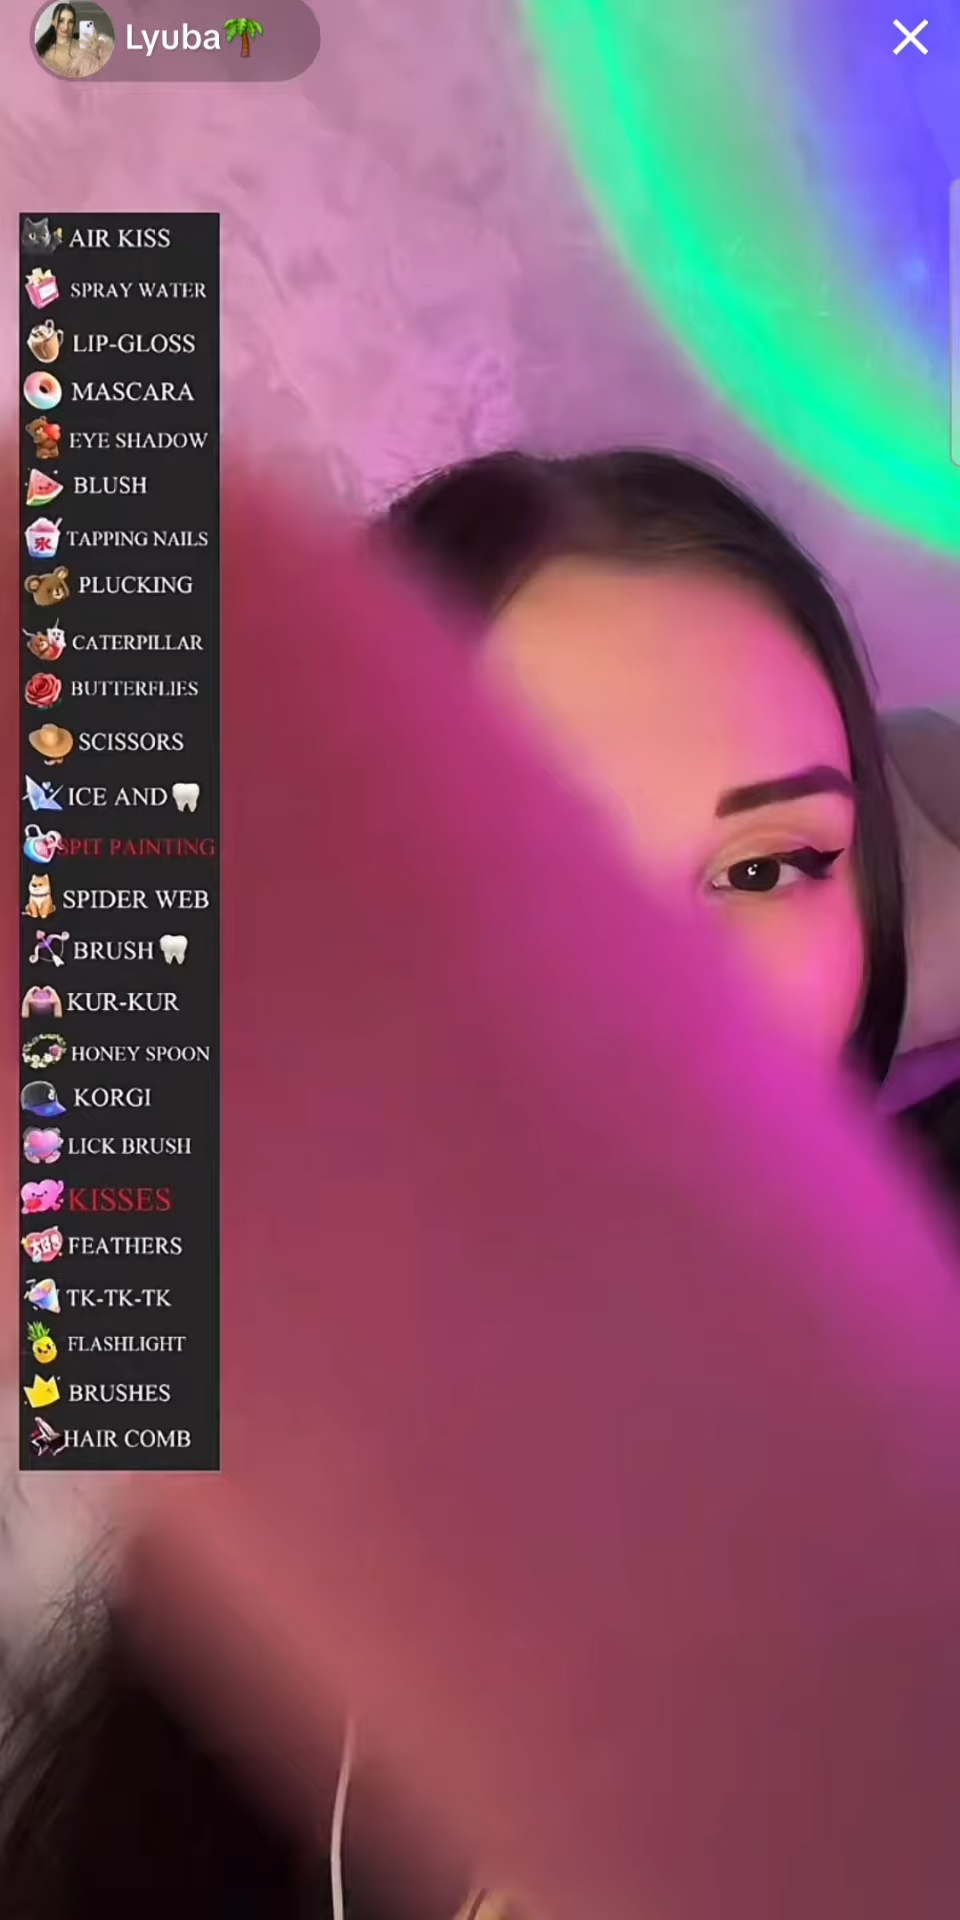 Lyuba🌴
AIR KISS
SPRAY WATER
LIP-GLOSS
MASCARA
EYE SHADOW
BLUSH
氷
TAPPING NAILS
PLUCKING
CATERPILLAR
BUTTERFLIES
SCISSORS
ICE AND🦷
SPIT PAINTING
SPIDER WEB
BRUSH🦷
KUR-KUR
HONEY SPOON
KORGI
LICK BRUSH
KISSES
FEATHERS
TK-TK-TK
FLASHLIGHT
BRUSHES
HAIR COMB